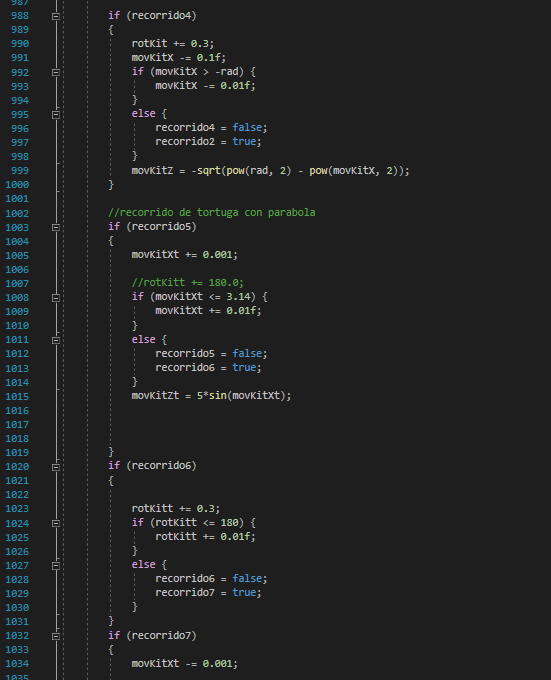 987
988 if (recorrido4)
989 {
990 rotKit += 0.3;
991 movKitX -= 0.1f;
992 if (movKitX > -rad) {
993 movKitX -= 0.01f;
994 }
995 else {
996 recorrido4 = false;
997 recorrido2 = true;
998 }
999 movKitZ = -sqrt(pow(rad, 2) - pow(movKitX, 2));
1000 }
1001
1002 //recorrido de tortuga con parabola
1003 if (recorrido5)
1004 {
1005 movKitXt += 0.001;
1006
1007 //rotKitt += 180.0;
1008 if (movKitXt <= 3.14) {
1009 movKitXt += 0.01f;
1010 }
1011 else {
1012 recorrido5 = false;
1013 recorrido6 = true;
1014 }
1015 movKitZt = 5*sin(movKitXt);
1016
1017
1018
1019 }
1020 if (recorrido6)
1021 {
1022
1023 rotKitt += 0.3;
1024 if (rotKitt <= 180) {
1025 rotKitt += 0.01f;
1026 }
1027 else {
1028 recorrido6 = false;
1029 recorrido7 = true;
1030 }
1031 }
1032 if (recorrido7)
1033 {
1034 movKitXt -= 0.001;
1035